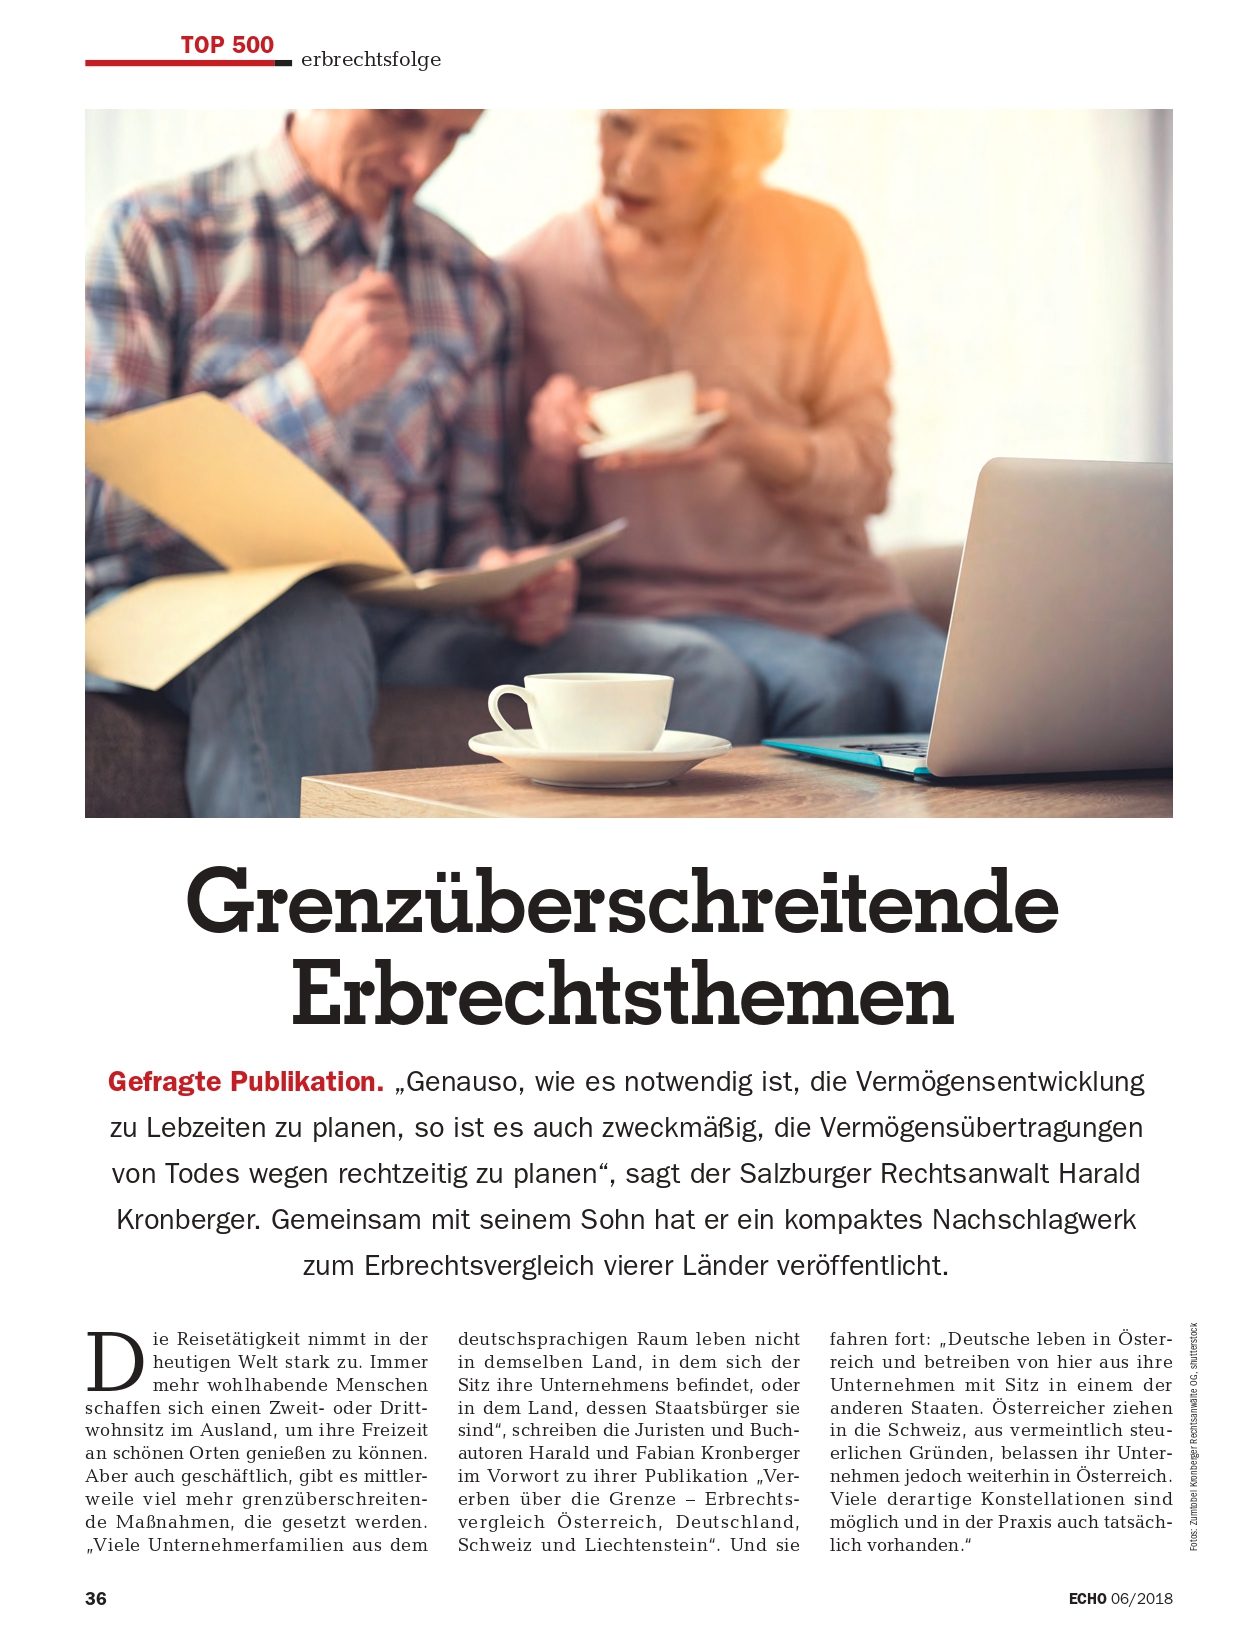 TOP 500
erbrechtsfolge
Grenzüberschreitende
Erbrechtsthemen
Gefragte Publikation. „Genauso, wie es notwendig ist, die Vermögensentwicklung
zu Lebzeiten zu planen, so ist es auch zweckmäßig, die Vermögensübertragungen
von Todes wegen rechtzeitig zu planen“, sagt der Salzburger Rechtsanwalt Harald
Kronberger. Gemeinsam mit seinem Sohn hat er ein kompaktes Nachschlagwerk
zum Erbrechtsvergleich vierer Länder veröffentlicht.
Die Reisetätigkeit nimmt in der
heutigen Welt stark zu. Immer
mehr wohlhabende Menschen
schaffen sich einen Zweit- oder Dritt-
wohnsitz im Ausland, um ihre Freizeit
an schönen Orten genießen zu können.
Aber auch geschäftlich, gibt es mittler-
weile viel mehr grenzüberschreiten-
de Maßnahmen, die gesetzt werden.
„Viele Unternehmerfamilien aus dem
deutschsprachigen Raum leben nicht
in demselben Land, in dem sich der
Sitz ihre Unternehmens befindet, oder
in dem Land, dessen Staatsbürger sie
sind“, schreiben die Juristen und Buch-
autoren Harald und Fabian Kronberger
im Vorwort zu ihrer Publikation „Ver-
erben über die Grenze – Erbrechts-
vergleich Österreich, Deutschland,
Schweiz und Liechtenstein“. Und sie
fahren fort: „Deutsche leben in Öster-
reich und betreiben von hier aus ihre
Unternehmen mit Sitz in einem der
anderen Staaten. Österreicher ziehen
in die Schweiz, aus vermeintlich steu-
erlichen Gründen, belassen ihr Unter-
nehmen jedoch weiterhin in Österreich.
Viele derartige Konstellationen sind
möglich und in der Praxis auch tatsäch-
lich vorhanden.“
Fotos: Zumtobel Kronberger Rechtsanwälte OG, shutterstock
36
ECHO 06/2018